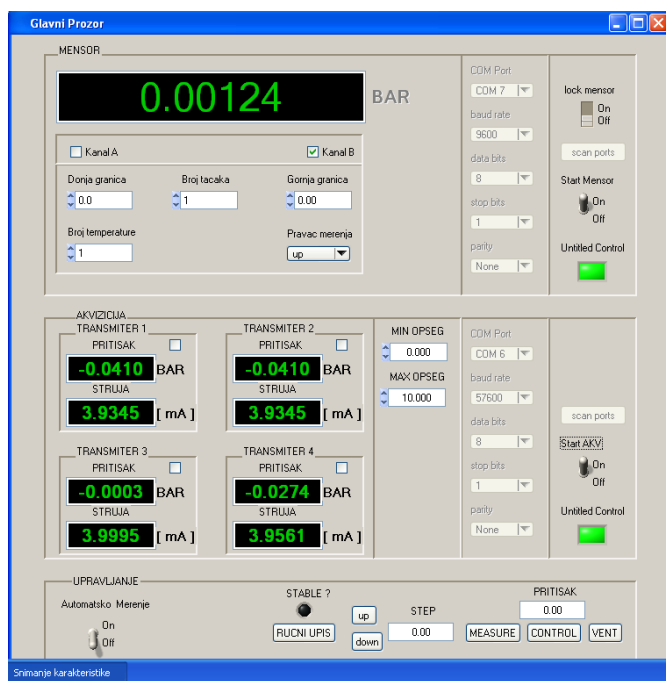 Glavni Prozor
MENSOR
0.00124 BAR
Kanal A Kanal B
Donja granica Broj tacaka Gornja granica
0.0 1 0.00
Broj temperature Pravac merenja
1 up
COM Port
COM 7
baud rate
9600
data bits
8
stop bits
1
parity
None
lock mensor
On
Off
scan ports
Start Mensor
On
Off
Untitled Control
AKVIZICIJA
TRANSMITER 1
PRITISAK
-0.0410 BAR
STRUJA
3.9345 [ mA ]
TRANSMITER 2
PRITISAK
-0.0410 BAR
STRUJA
3.9345 [ mA ]
TRANSMITER 3
PRITISAK
-0.0003 BAR
STRUJA
3.9995 [ mA ]
TRANSMITER 4
PRITISAK
-0.0274 BAR
STRUJA
3.9561 [ mA ]
MIN OPSEG
0.000
MAX OPSEG
10.000
COM Port
COM 6
baud rate
57600
data bits
8
stop bits
1
parity
None
scan ports
Start AKV
On
Off
Untitled Control
UPRAVLJANJE
Automatsko Merenje
On
Off
STABLE ?
RUCNI UPIS
up
down
STEP
0.00
PRITISAK
0.00
MEASURE CONTROL VENT
Snimanje karakteristike